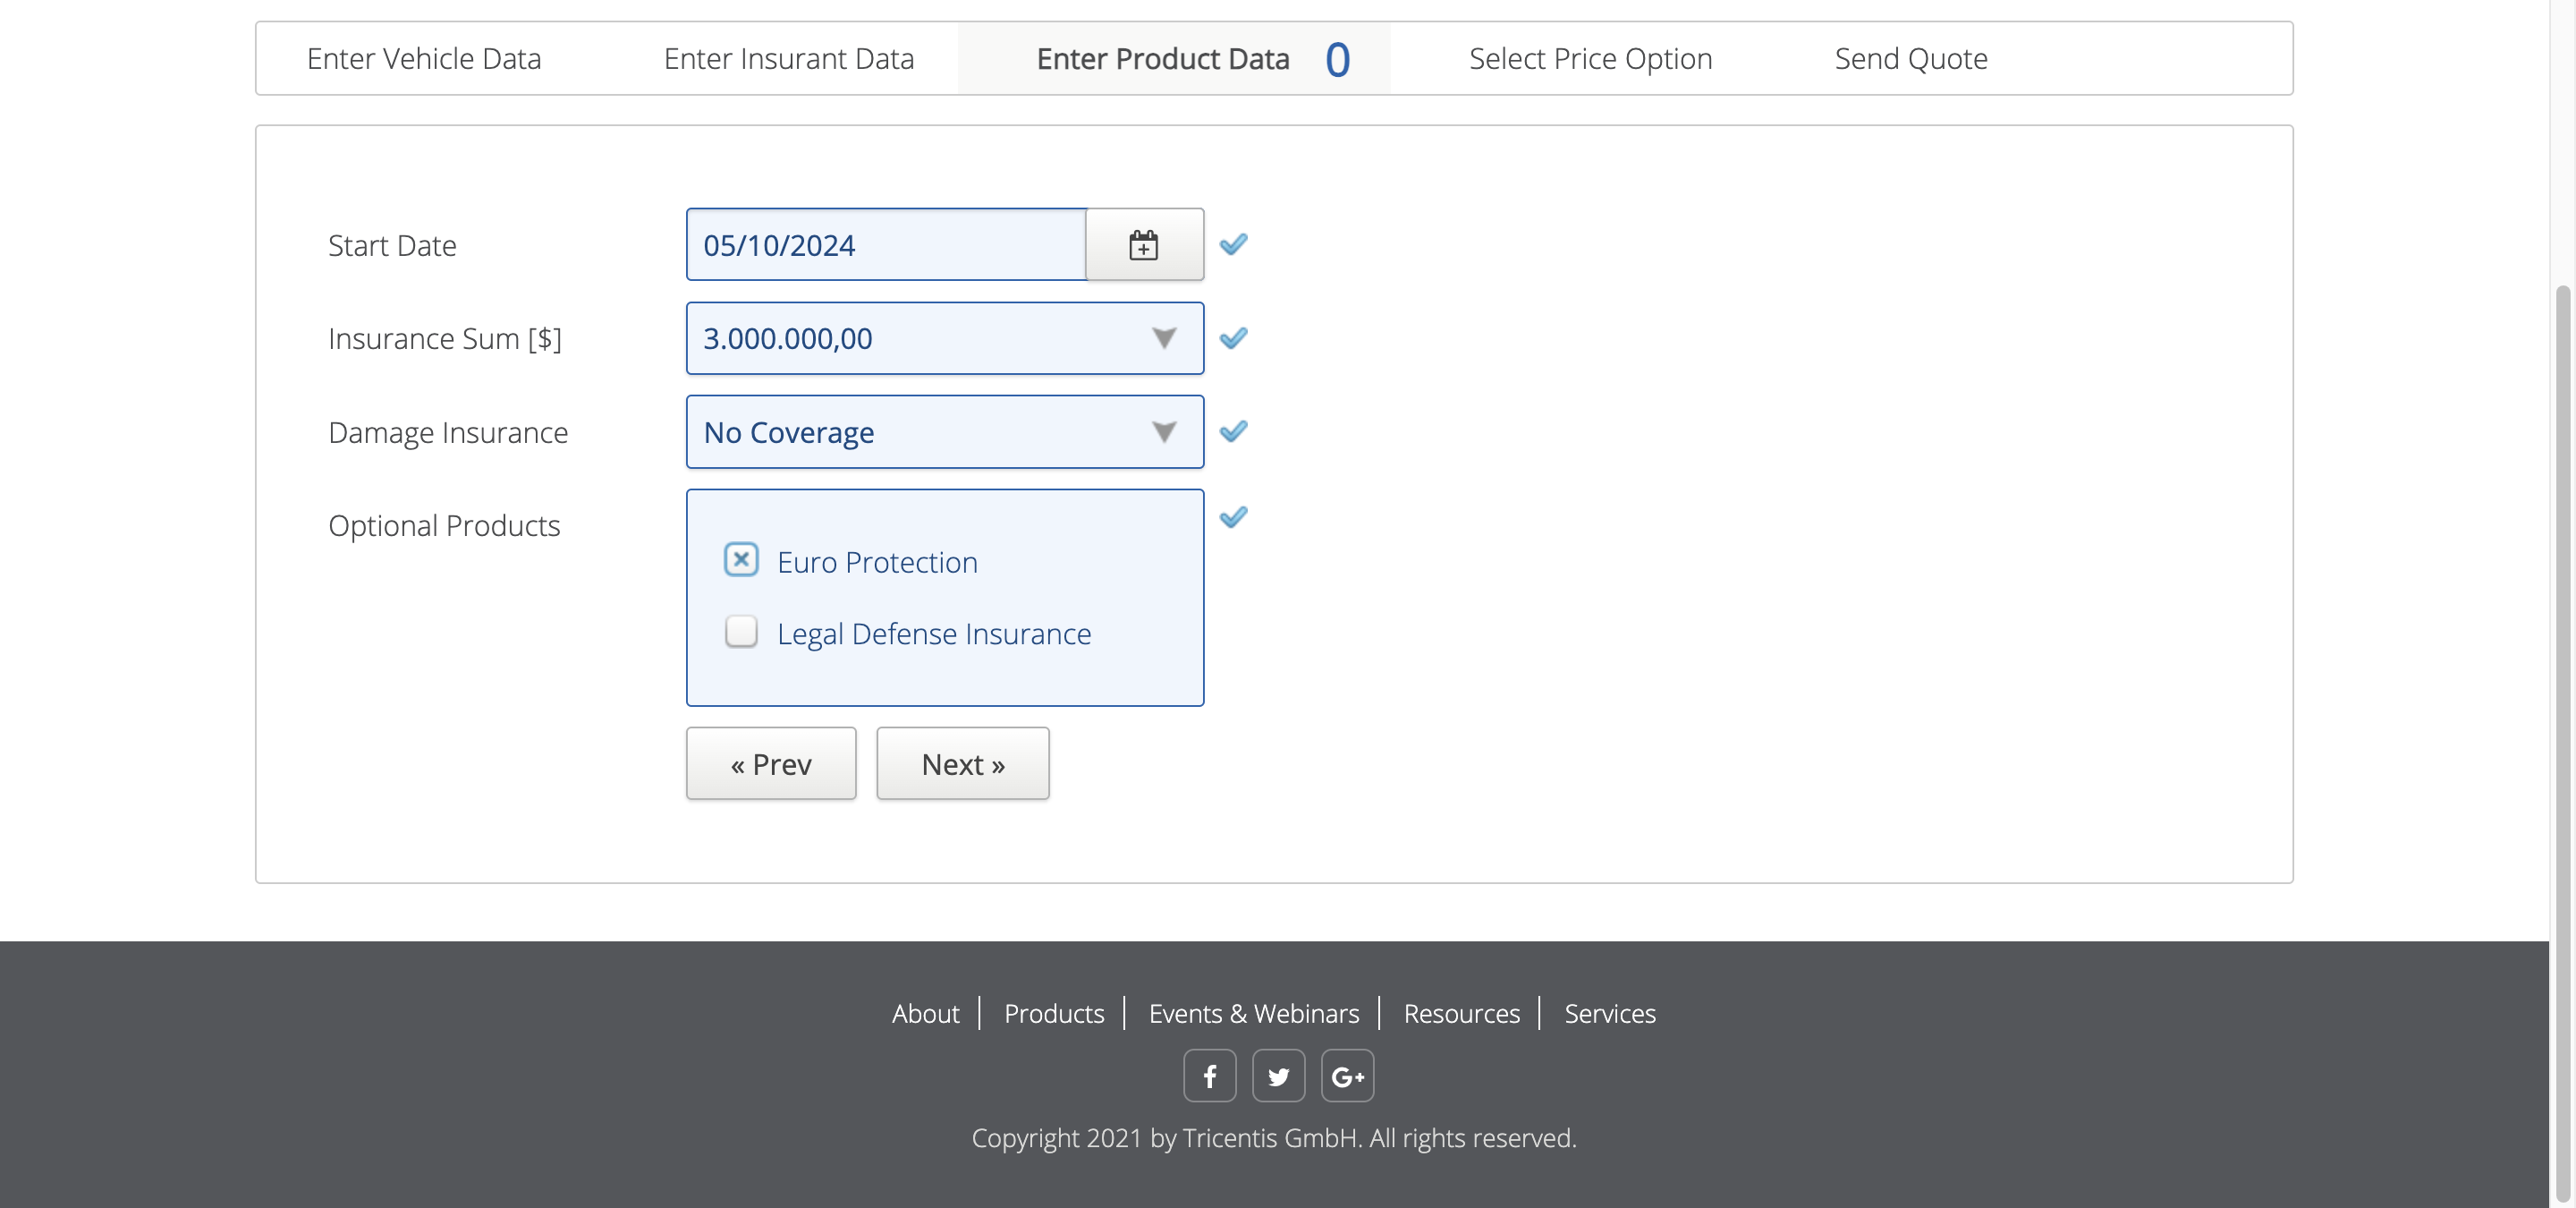 Enter Vehicle Data
Enter Insurant Data
Enter Product Data 0
Select Price Option
Send Quote
Start Date
05/10/2024
Insurance Sum [$]
3.000.000,00
Damage Insurance
No Coverage
Optional Products
Euro Protection
Legal Defense Insurance
« Prev
Next »
About
Products
Events & Webinars
Resources
Services
f
G+
Copyright 2021 by Tricentis GmbH. All rights reserved.